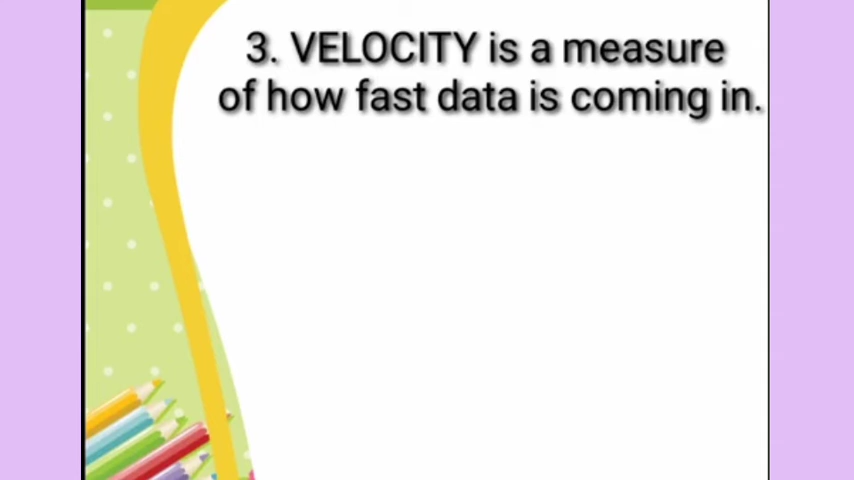 3. VELOCITY is a measure
of how fast data is coming in.